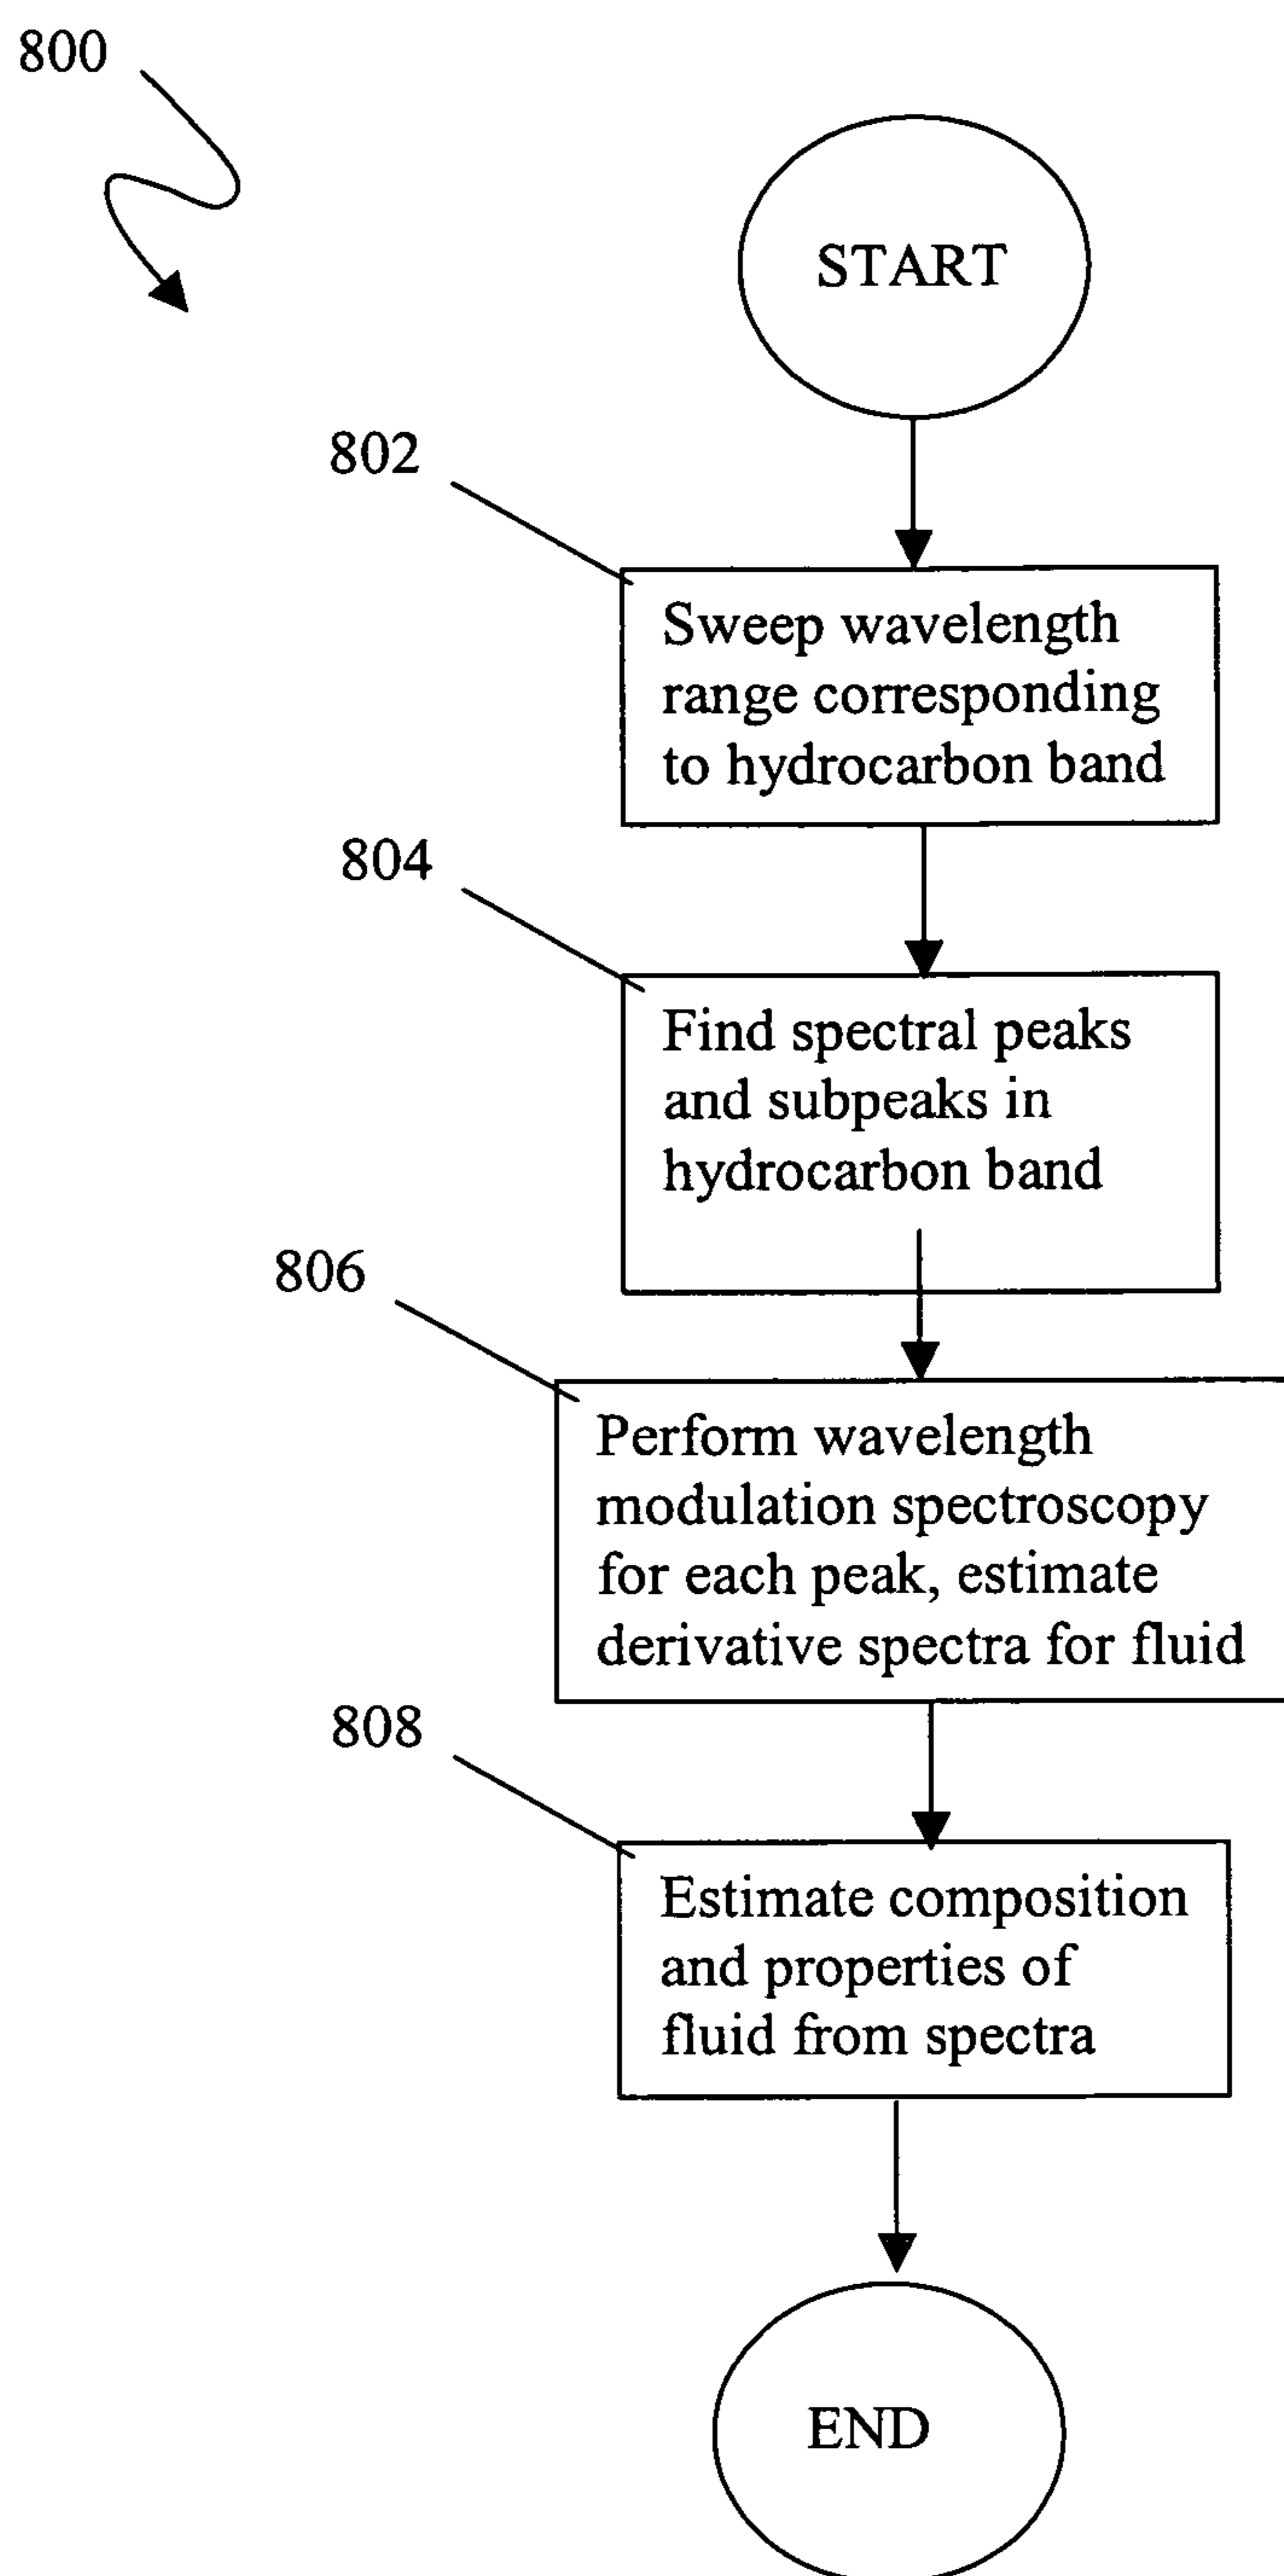 800
START
802
Sweep wavelength
range corresponding
to hydrocarbon band
804
Find spectral peaks
and subpeaks in
hydrocarbon band
806
Perform wavelength
modulation spectroscopy
for each peak, estimate
derivative spectra for fluid
808
Estimate composition
and properties of
fluid from spectra
END